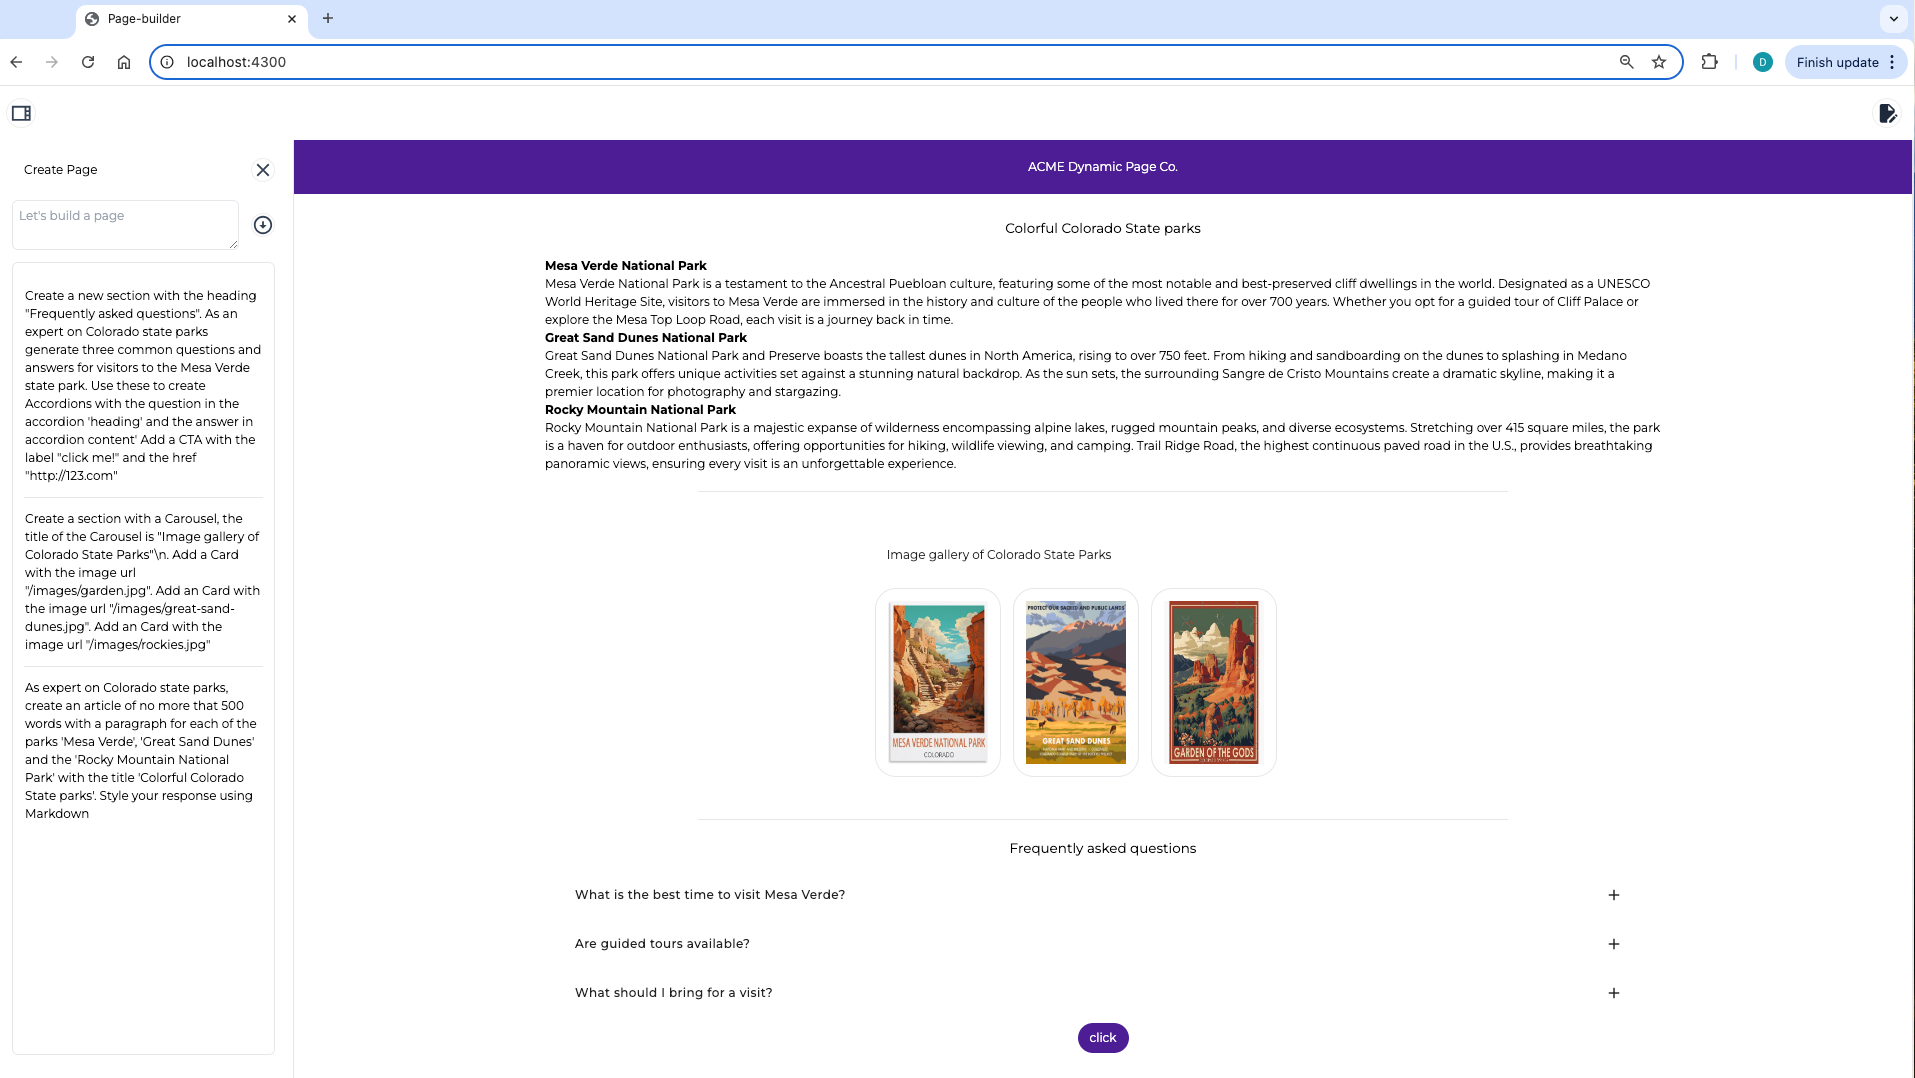 Page-builder
localhost:4300
D
Finish update
Create Page
Let's build a page
Create a new section with the heading
"Frequently asked questions". As an
expert on Colorado state parks
generate three common questions and
answers for visitors to the Mesa Verde
state park. Use these to create
Accordions with the question in the
accordion 'heading' and the answer in
accordion content' Add a CTA with the
label "click me!" and the href
"http://123.com"
Create a section with a Carousel, the
title of the Carousel is "Image gallery of
Colorado State Parks"\n. Add a Card
with the image url
"/images/garden.jpg". Add an Card with
the image url "/images/great-sand-
dunes.jpg". Add an Card with the
image url "/images/rockies.jpg"
As expert on Colorado state parks,
create an article of no more that 500
words with a paragraph for each of the
parks 'Mesa Verde', 'Great Sand Dunes'
and the 'Rocky Mountain National
Park' with the title 'Colorful Colorado
State parks'. Style your response using
Markdown
ACME Dynamic Page Co.
Colorful Colorado State parks
Mesa Verde National Park
Mesa Verde National Park is a testament to the Ancestral Puebloan culture, featuring some of the most notable and best-preserved cliff dwellings in the world. Designated as a UNESCO
World Heritage Site, visitors to Mesa Verde are immersed in the history and culture of the people who lived there for over 700 years. Whether you opt for a guided tour of Cliff Palace or
explore the Mesa Top Loop Road, each visit is a journey back in time.
Great Sand Dunes National Park
Great Sand Dunes National Park and Preserve boasts the tallest dunes in North America, rising to over 750 feet. From hiking and sandboarding on the dunes to splashing in Medano
Creek, this park offers unique activities set against a stunning natural backdrop. As the sun sets, the surrounding Sangre de Cristo Mountains create a dramatic skyline, making it a
premier location for photography and stargazing.
Rocky Mountain National Park
Rocky Mountain National Park is a majestic expanse of wilderness encompassing alpine lakes, rugged mountain peaks, and diverse ecosystems. Stretching over 415 square miles, the park
is a haven for outdoor enthusiasts, offering opportunities for hiking, wildlife viewing, and camping. Trail Ridge Road, the highest continuous paved road in the U.S., provides breathtaking
panoramic views, ensuring every visit is an unforgettable experience.
Image gallery of Colorado State Parks
MESA VERDE NATIONAL PARK
COLORADO
PROTECT OUR SACRED AND PUBLIC LANDS
GREAT SAND DUNES
GARDEN OF THE GODS
Frequently asked questions
What is the best time to visit Mesa Verde?
Are guided tours available?
What should I bring for a visit?
click